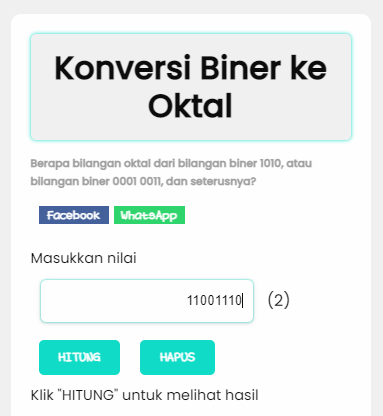 Konversi Biner ke
Oktal
Berapa bilangan oktal dari bilangan biner 1010, atau
bilangan biner 0001 0011, dan seterusnya?
Facebook WhatsApp
Masukkan nilai
11001110 (2)
HITUNG HAPUS
Klik "HITUNG" untuk melihat hasil